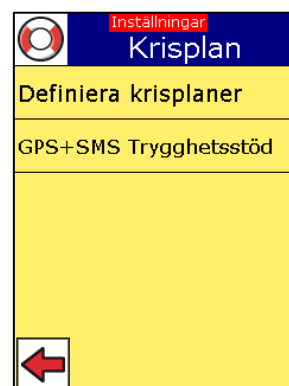 Inställningar
Krisplan
Definiera krisplaner
GPS+SMS Trygghetsstöd